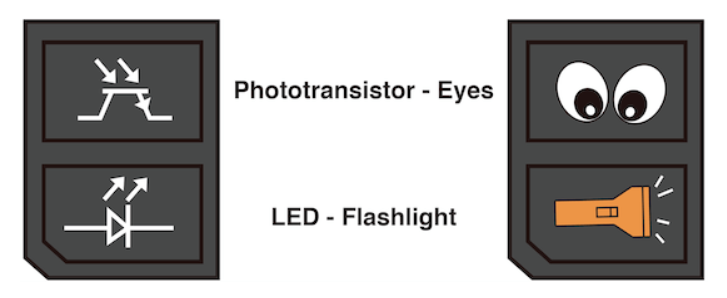 Phototransistor - Eyes
LED - Flashlight